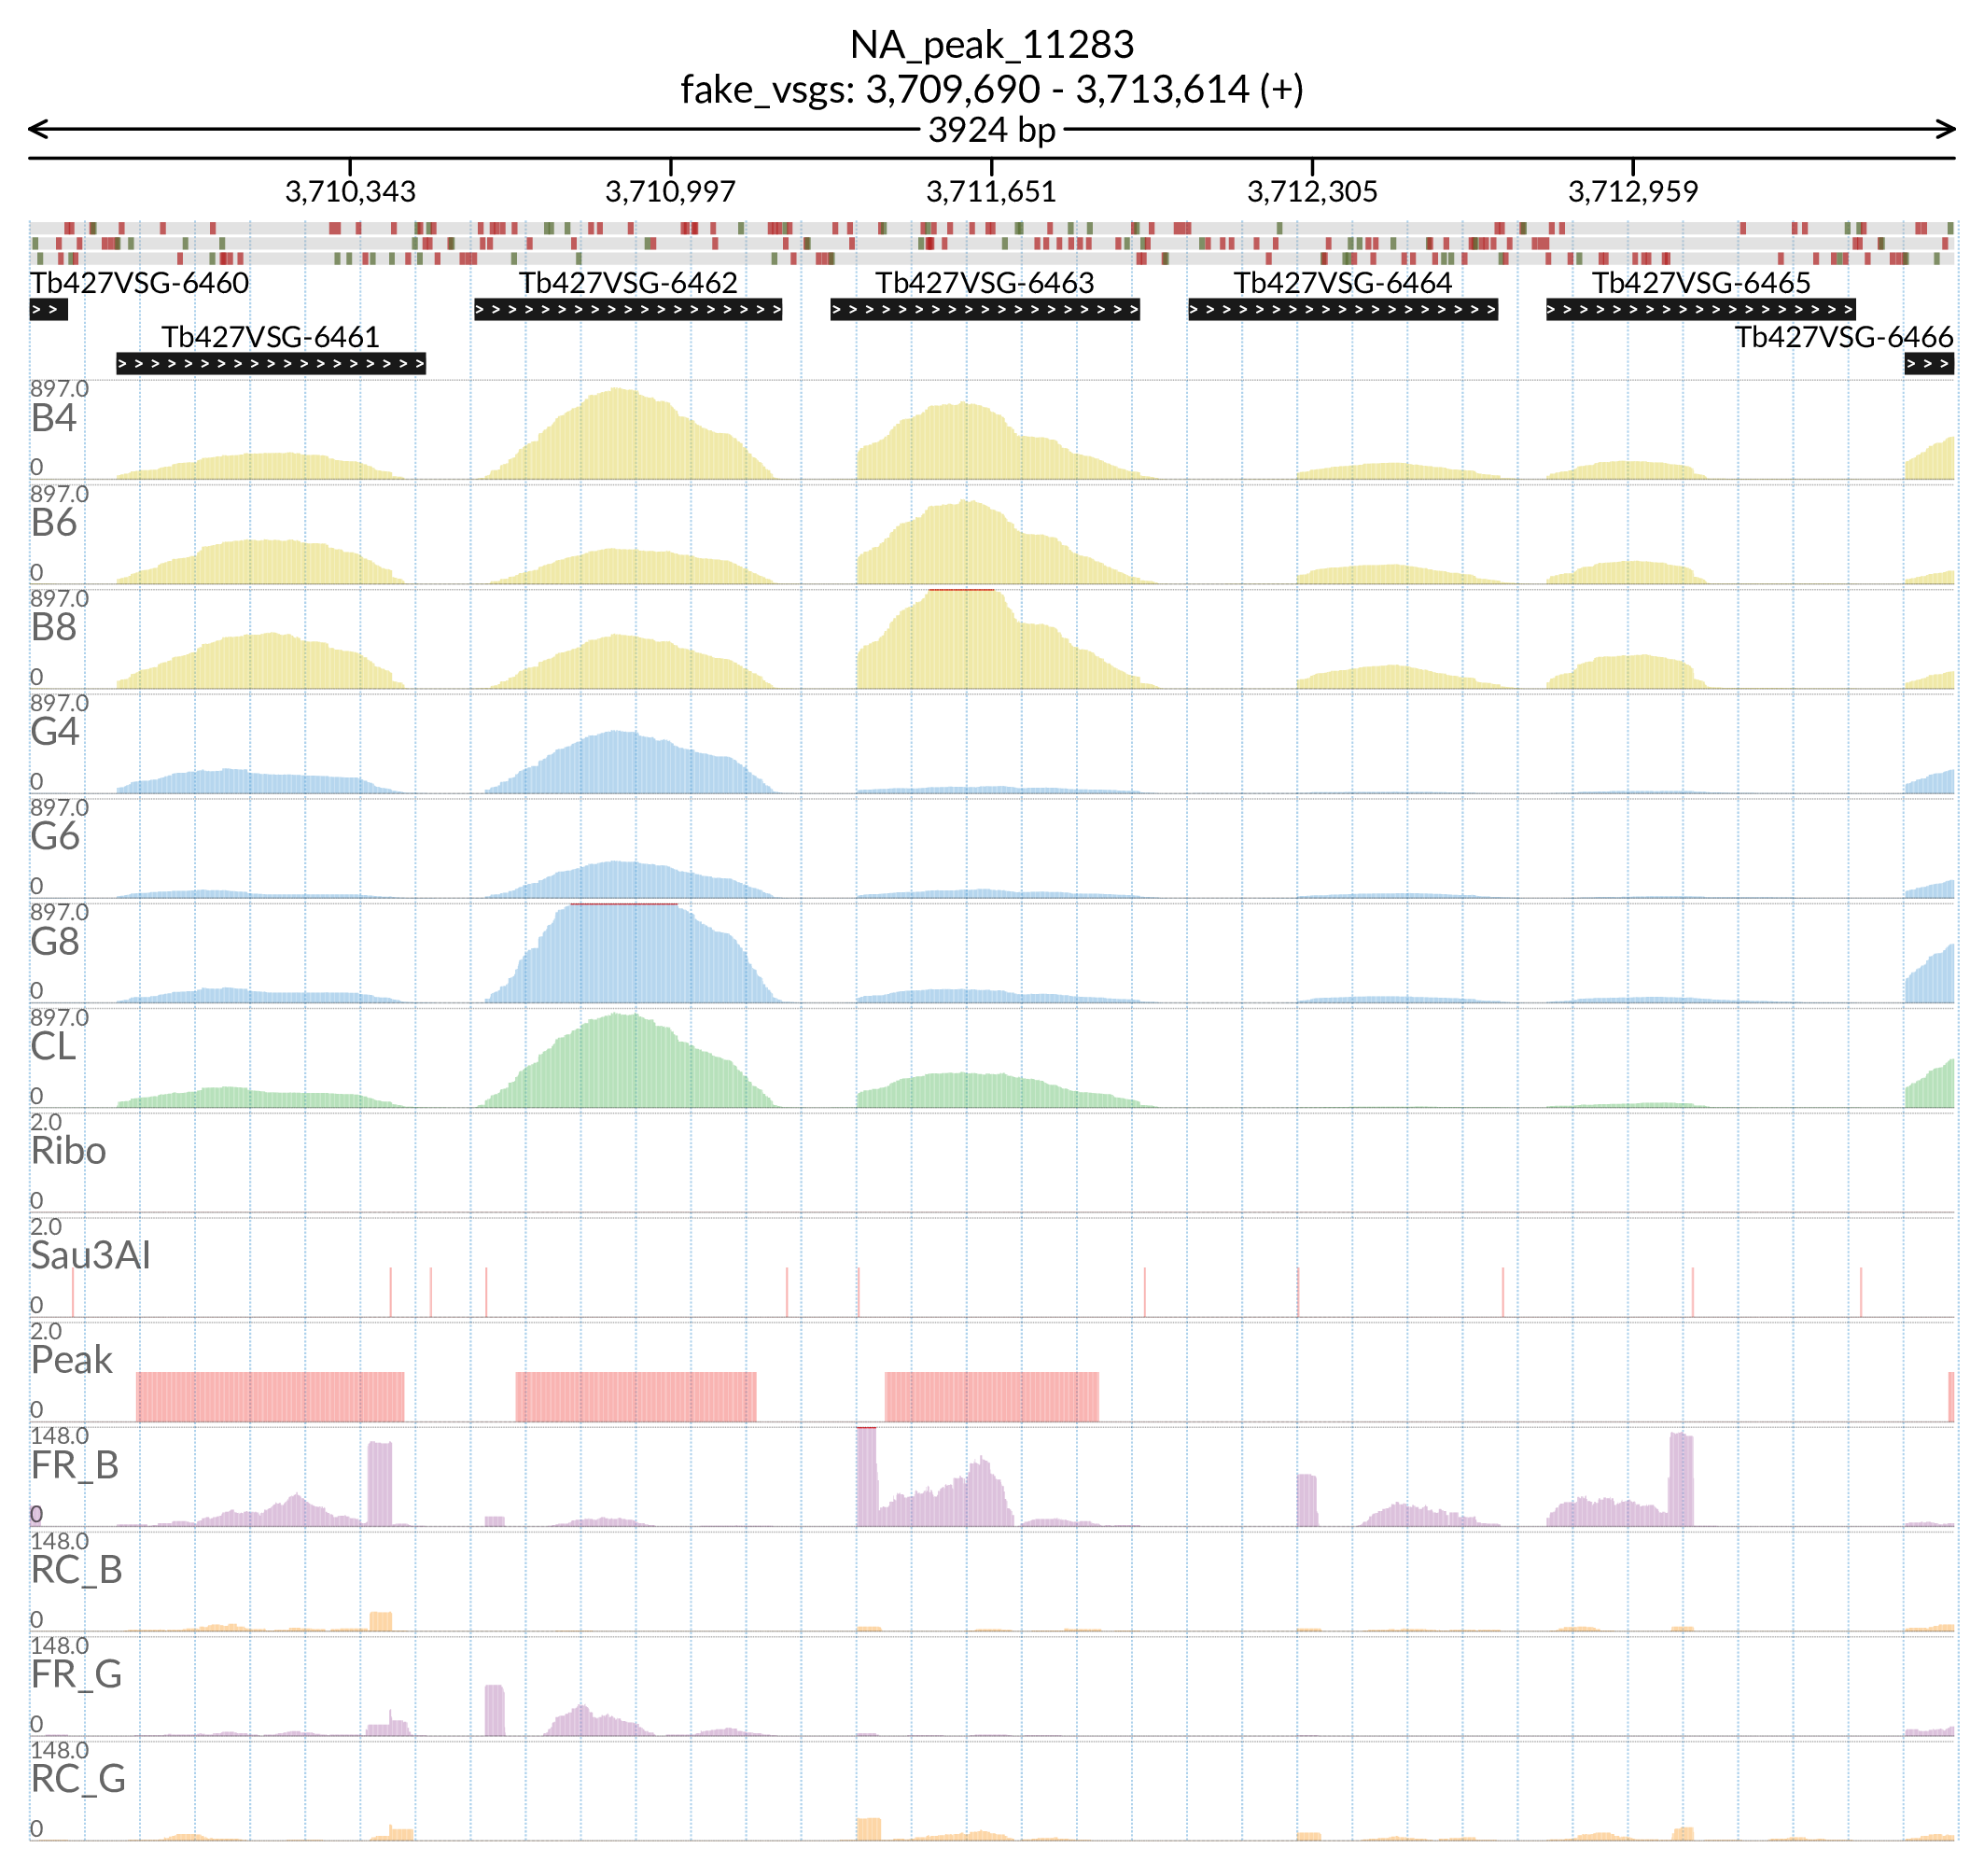 NA_peak_11283
fake_vsgs: 3,709,690 - 3,713,614 (+)
3924 bp
3,710,343 3,710,997 3,711,651 3,712,305 3,712,959
Tb427VSG-6460 Tb427VSG-6462 Tb427VSG-6463 Tb427VSG-6464 Tb427VSG-6465
Tb427VSG-6461 Tb427VSG-6466
897.0
B4
0
897.0
B6
0
897.0
B8
0
897.0
G4
0
897.0
G6
0
897.0
G8
0
897.0
CL
0
2.0
Ribo
0
2.0
Sau3AI
0
2.0
Peak
0
148.0
FR_B
0
148.0
RC_B
0
148.0
FR_G
0
148.0
RC_G
0